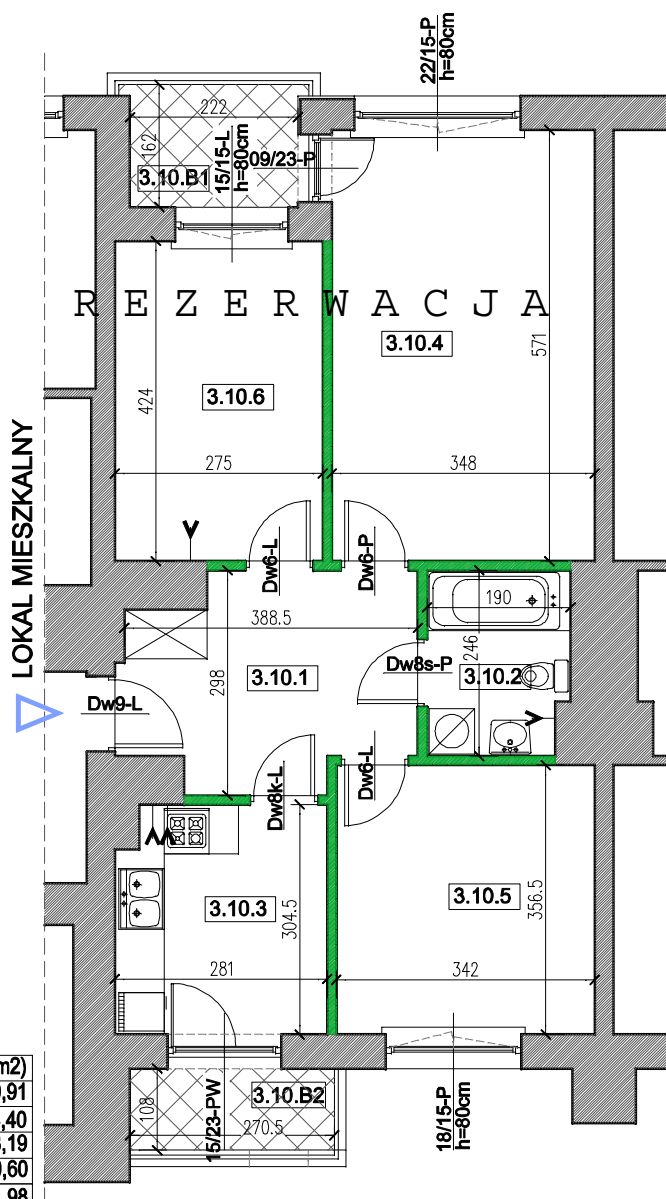 22/15-P
h=80cm
222
162
15/15-L
h=80cm
09/23-P
3.10.B1
REZERWACJA
3.10.4
571
424
3.10.6
275
348
LOKAL MIESZKALNY
Dw6-L
Dw6-P
190
388.5
246
298
3.10.1
Dw8s-P
3.10.2
Dw9-L
Dw8k-L
Dw6-L
3.10.3
304.5
3.10.5
356.5
281
342
m2)
,91
,40
,19
,60
,98
108
15/23-PW
3.10.B2
270.5
18/15-P
h=80cm